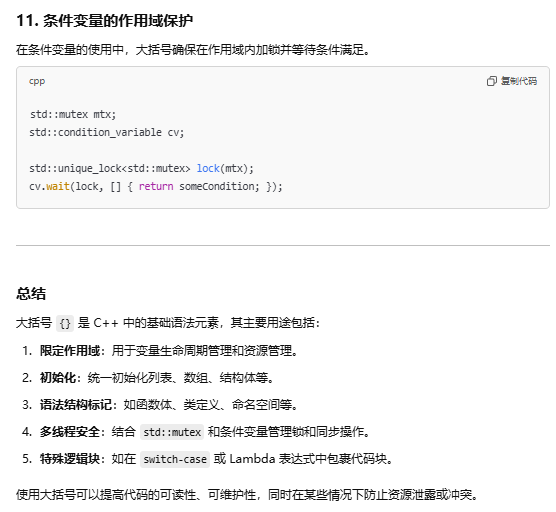 11. 条件变量的作用域保护
在条件变量的使用中，大括号确保在作用域内加锁并等待条件满足。
cpp 复制代码
std::mutex mtx;
std::condition_variable cv;
std::unique_lock<std::mutex> lock(mtx);
cv.wait(lock, [] { return someCondition; });
总结
大括号 {} 是 C++ 中的基础语法元素，其主要用途包括：
1. 限定作用域：用于变量生命周期管理和资源管理。
2. 初始化：统一初始化列表、数组、结构体等。
3. 语法结构标记：如函数体、类定义、命名空间等。
4. 多线程安全：结合 std::mutex 和条件变量管理锁和同步操作。
5. 特殊逻辑块：如在 switch-case 或 Lambda 表达式中包裹代码块。
使用大括号可以提高代码的可读性、可维护性，同时在某些情况下防止资源泄露或冲突。